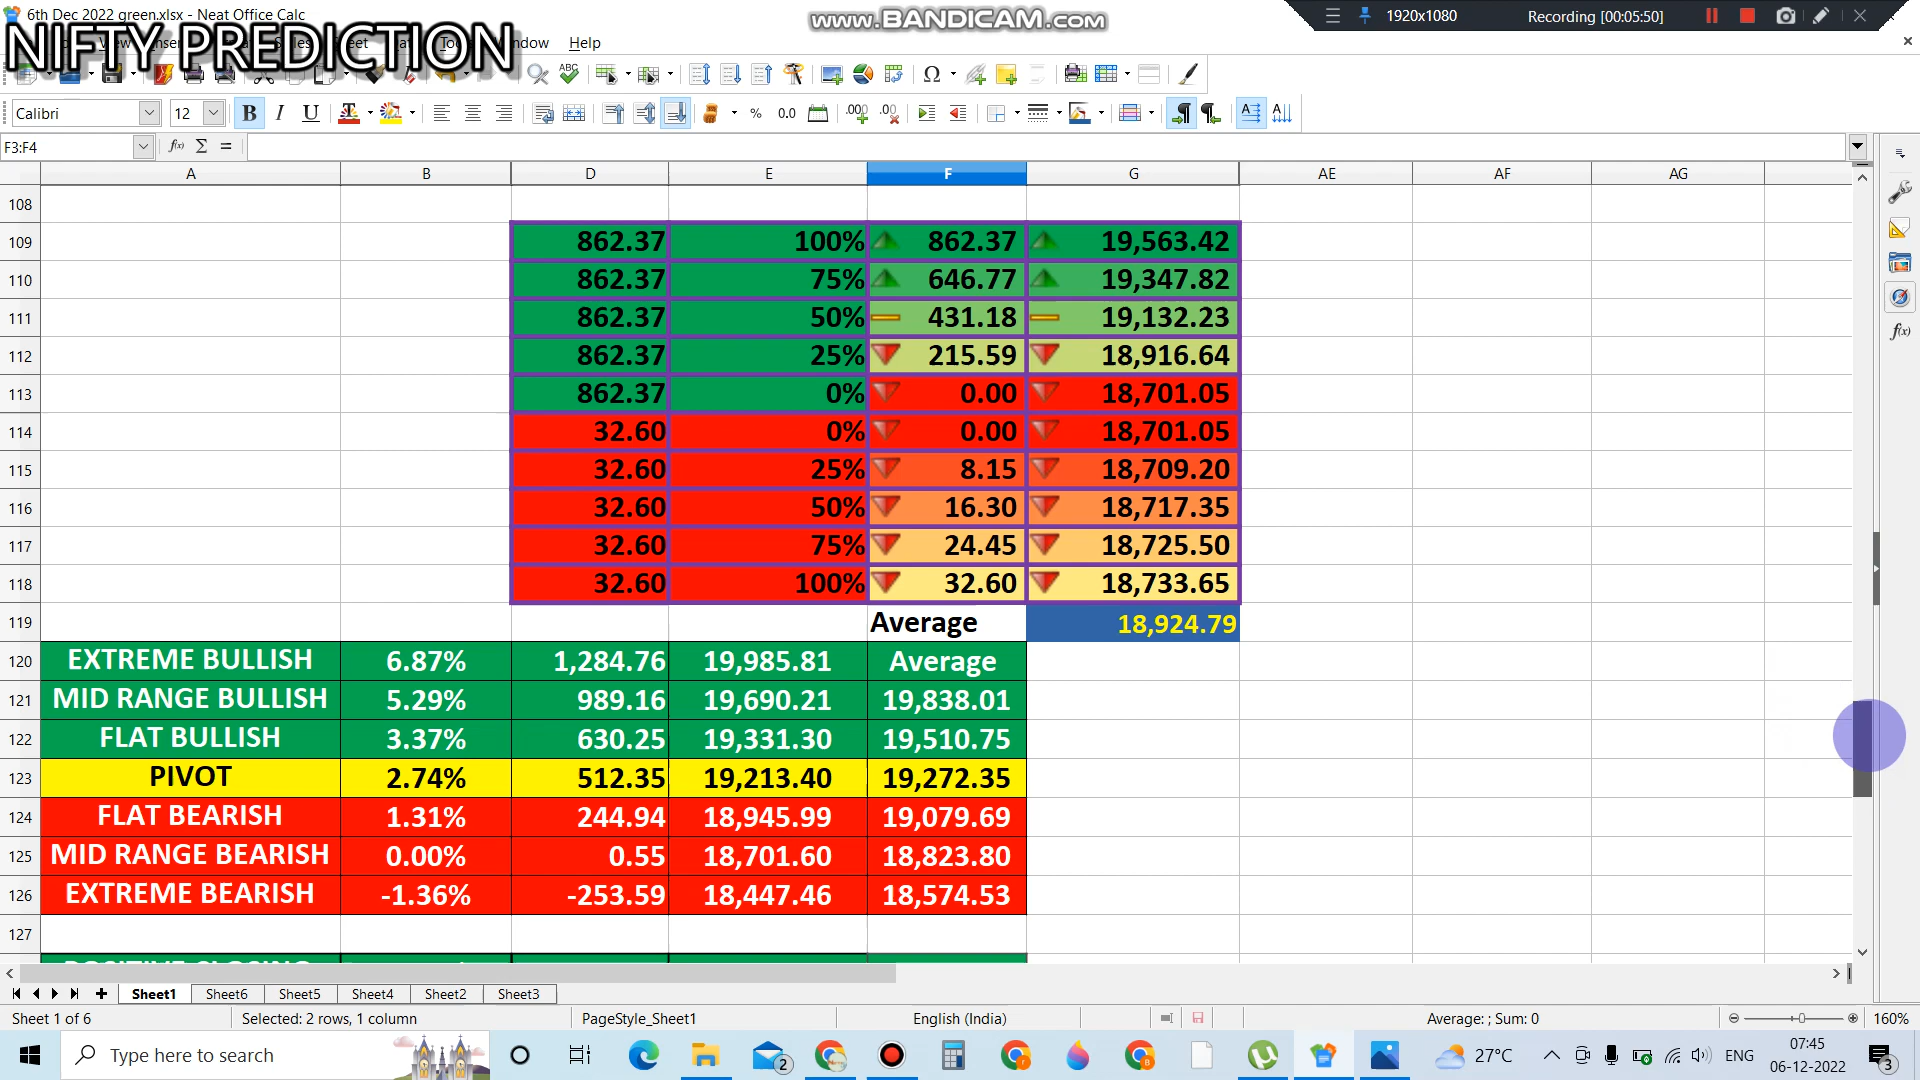 6th Dec 2022 green.xlsx - Neat Office Calc
www.BANDICAM.com
1920x1080
Recording [00:05:50]
NIFTY PREDICTION
Help
Calibri
12
F3:F4
A B D E F G AE AF AG
108
109 862.37 100% 862.37 19,563.42
110 862.37 75% 646.77 19,347.82
111 862.37 50% 431.18 19,132.23
112 862.37 25% 215.59 18,916.64
113 862.37 0% 0.00 18,701.05
114 32.60 0% 0.00 18,701.05
115 32.60 25% 8.15 18,709.20
116 32.60 50% 16.30 18,717.35
117 32.60 75% 24.45 18,725.50
118 32.60 100% 32.60 18,733.65
119 Average 18,924.79
120 EXTREME BULLISH 6.87% 1,284.76 19,985.81 Average
121 MID RANGE BULLISH 5.29% 989.16 19,690.21 19,838.01
122 FLAT BULLISH 3.37% 630.25 19,331.30 19,510.75
123 PIVOT 2.74% 512.35 19,213.40 19,272.35
124 FLAT BEARISH 1.31% 244.94 18,945.99 19,079.69
125 MID RANGE BEARISH 0.00% 0.55 18,701.60 18,823.80
126 EXTREME BEARISH -1.36% -253.59 18,447.46 18,574.53
127
Sheet1 Sheet6 Sheet5 Sheet4 Sheet2 Sheet3
Sheet 1 of 6 Selected: 2 rows, 1 column PageStyle_Sheet1 English (India) Average: ; Sum: 0 160%
Type here to search
2
27°C
ENG
07:45
06-12-2022
3